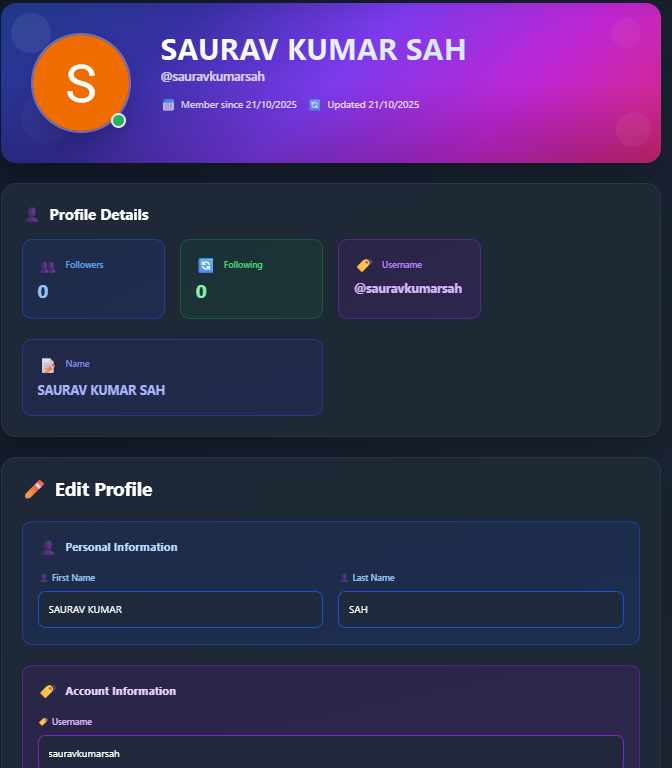 S
SAURAV KUMAR SAH
@sauravkumarsah
Member since 21/10/2025 Updated 21/10/2025
Profile Details
Followers
0
Following
0
Username
@sauravkumarsah
Name
SAURAV KUMAR SAH
Edit Profile
Personal Information
First Name
SAURAV KUMAR
Last Name
SAH
Account Information
Username
sauravkumarsah